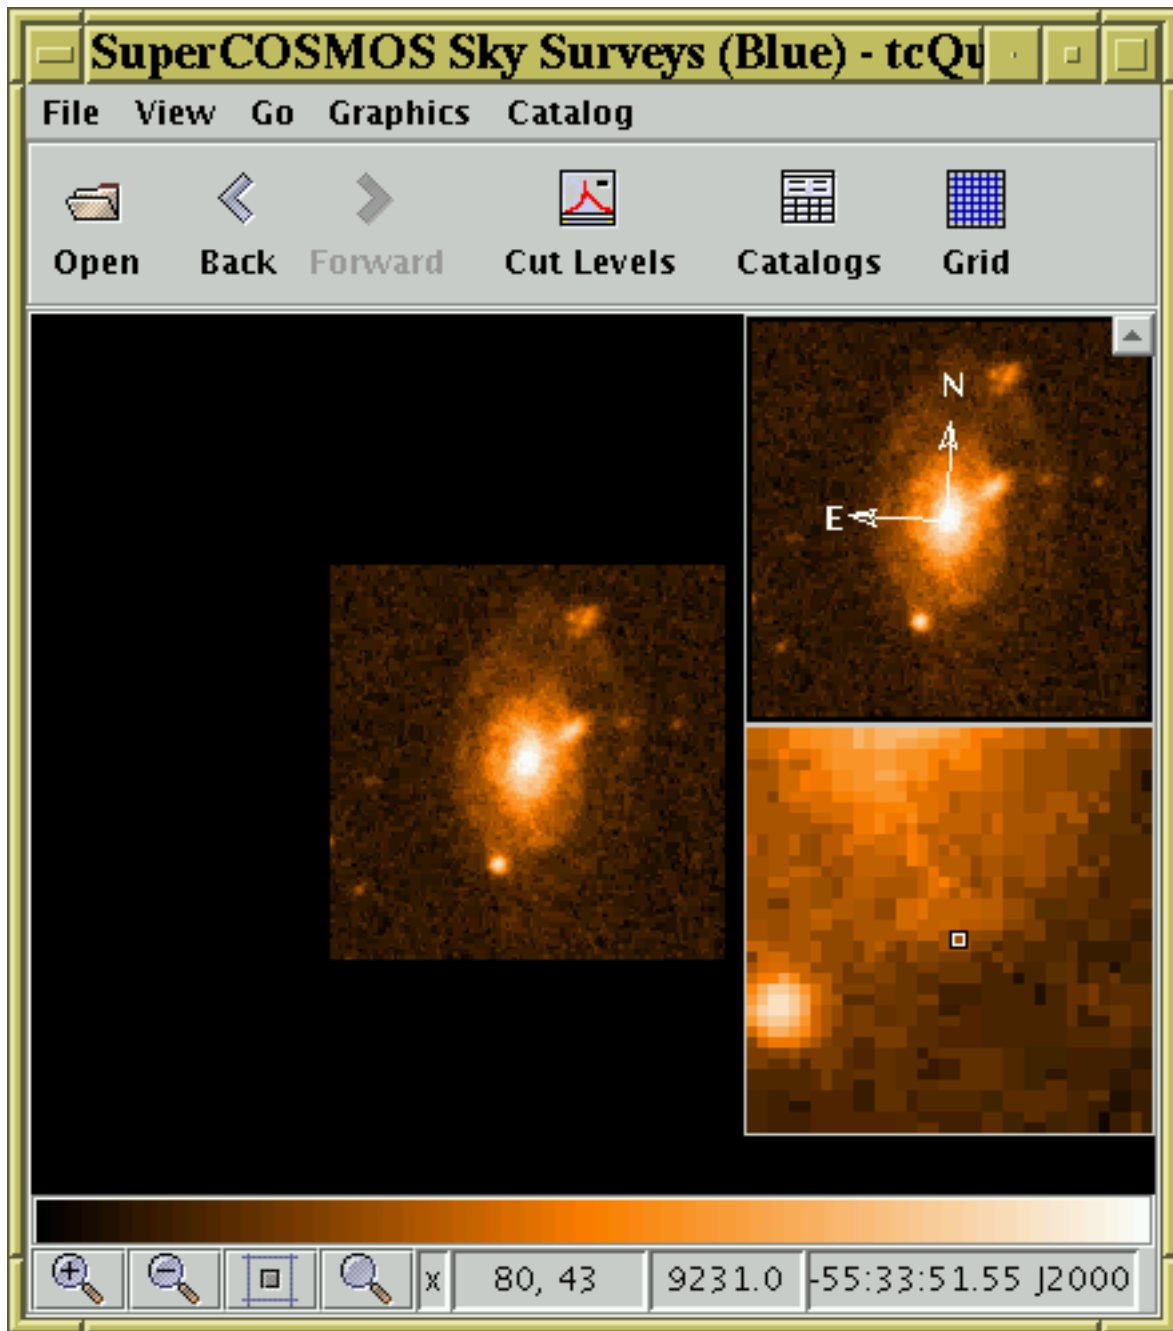 SuperCOSMOS Sky Surveys (Blue) - tcQu
File View Go Graphics Catalog
Open Back Forward Cut Levels Catalogs Grid
N
E
x 80, 43 9231.0 -55:33:51.55 J2000